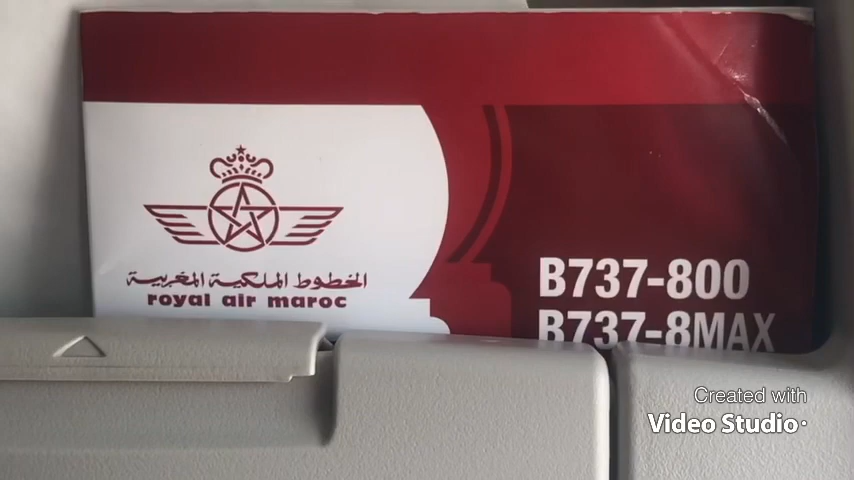 الخطوط الملكية المغربية
royal air maroc
B737-800
B737-8MAX
Created with
Video Studio